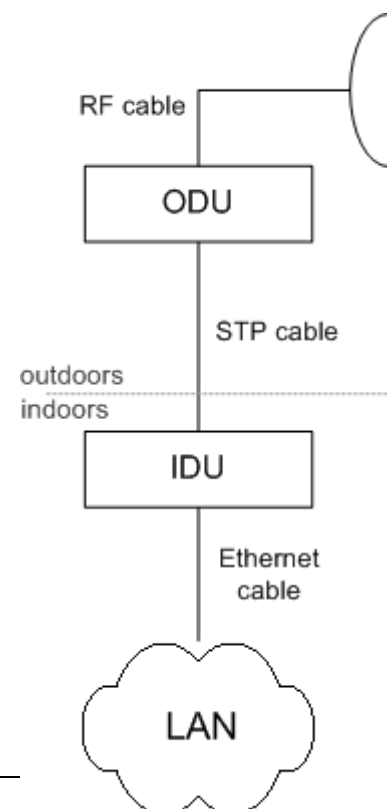 RF cable
ODU
STP cable
outdoors
indoors
IDU
Ethernet
cable
LAN